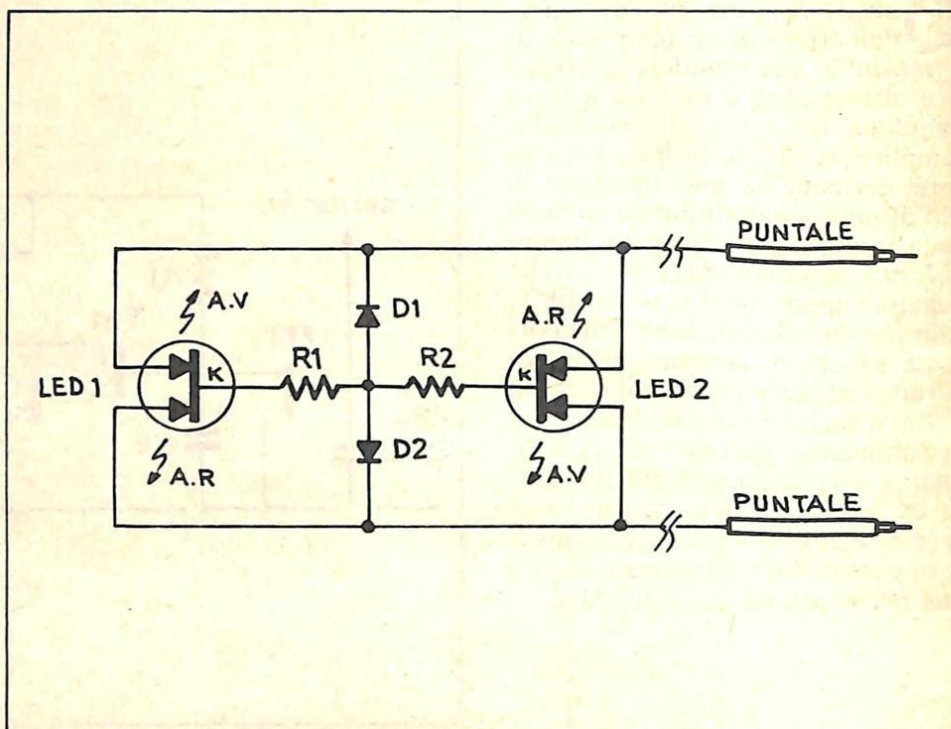 PUNTALE
A.V
D1
A.R
R1
R2
K
K
LED 1
LED 2
D2
A.R
A.V
PUNTALE